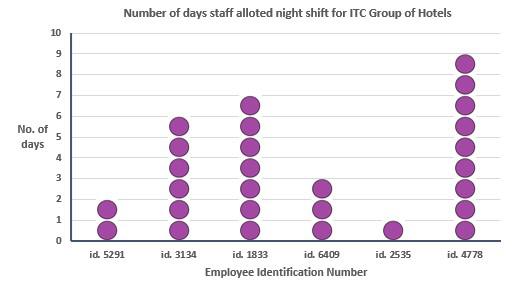 Number of days staff alloted night shift for ITC Group of Hotels
10
9
8
7
6
5
4
3
2
1
0
No. of
days
id. 5291 id. 3134 id. 1833 id. 6409 id. 2535 id. 4778
Employee Identification Number